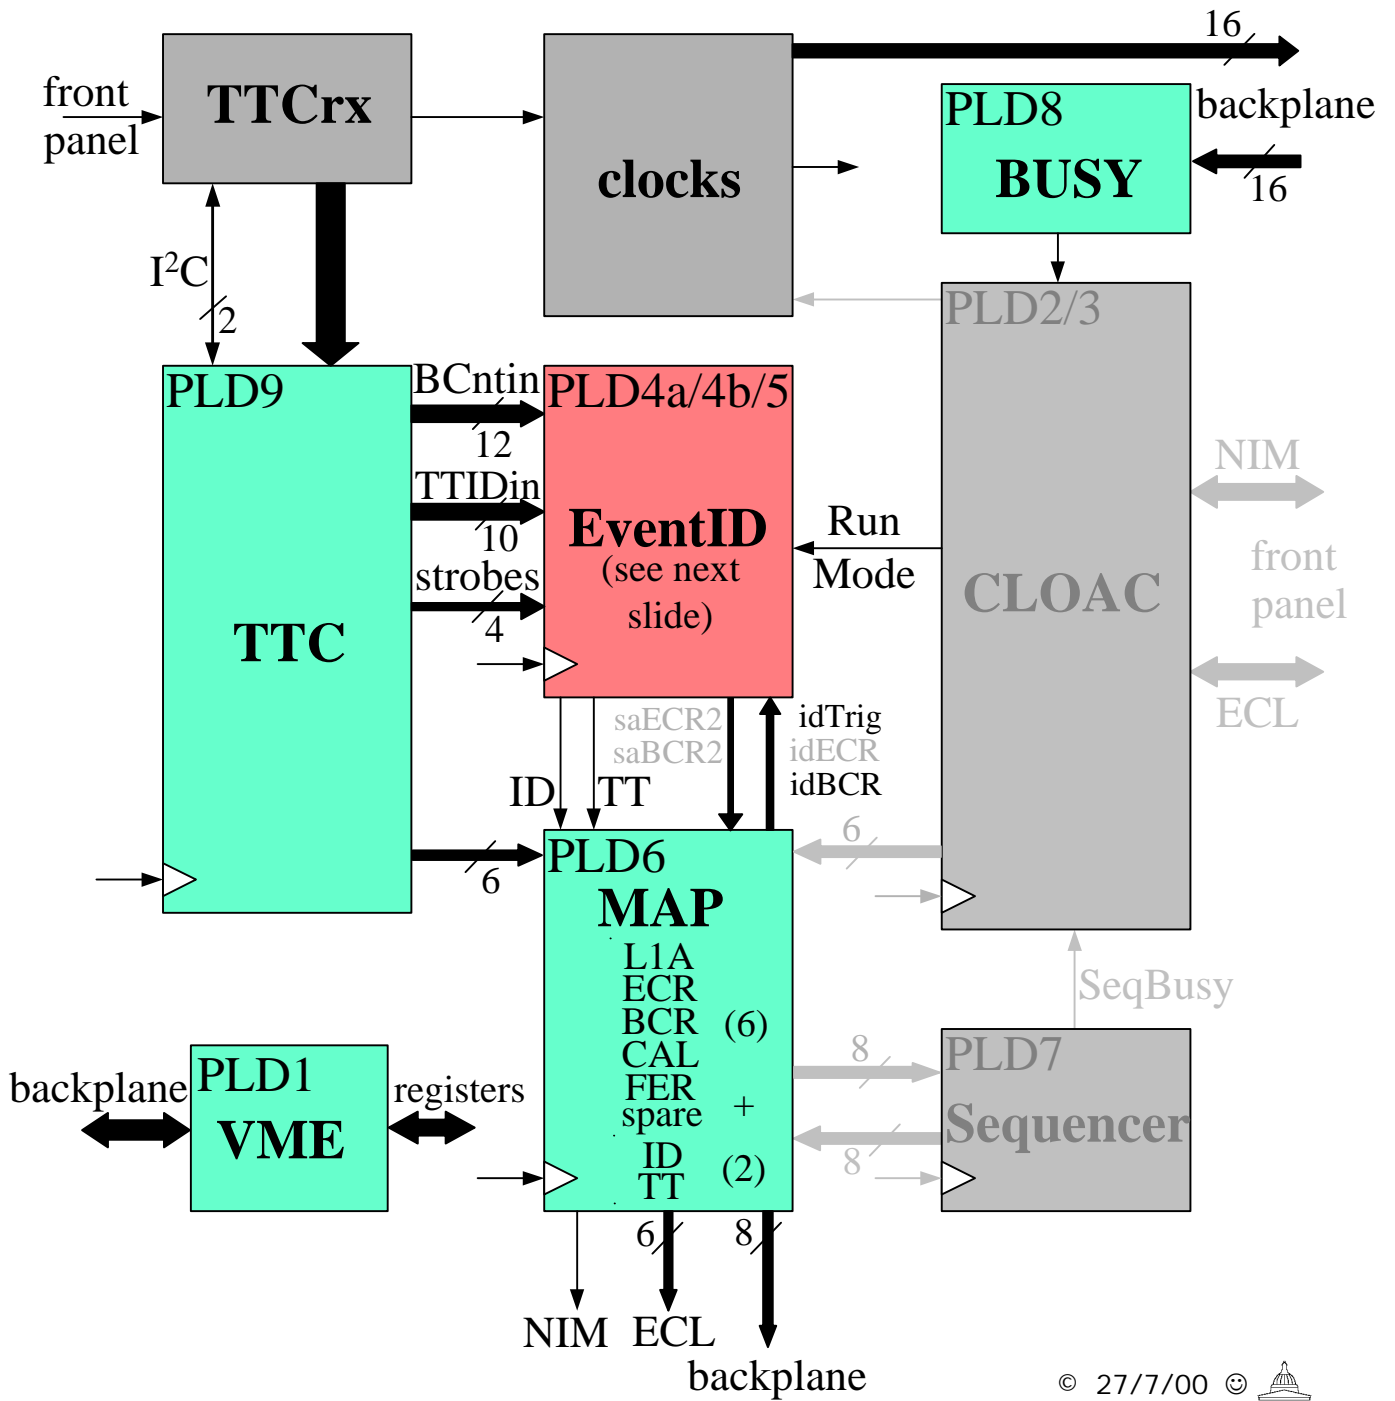 16
front
panel
TTCrx
clocks
PLD8
BUSY
backplane
16
I²C
2
PLD2/3
CLOAC
PLD9
TTC
BCntin
12
TTIDin
10
strobes
4
PLD4a/4b/5
EventID
(see next
slide)
Run
Mode
NIM
front
panel
ECL
saECR2
saBCR2
idTrig
idECR
idBCR
ID
TT
6
6
PLD6
MAP
L1A
ECR
BCR
CAL
FER
spare
ID
TT
(6)
+
(2)
SeqBusy
8
8
PLD7
Sequencer
backplane
PLD1
VME
registers
6
8
NIM
ECL
backplane
© 27/7/00 ☺